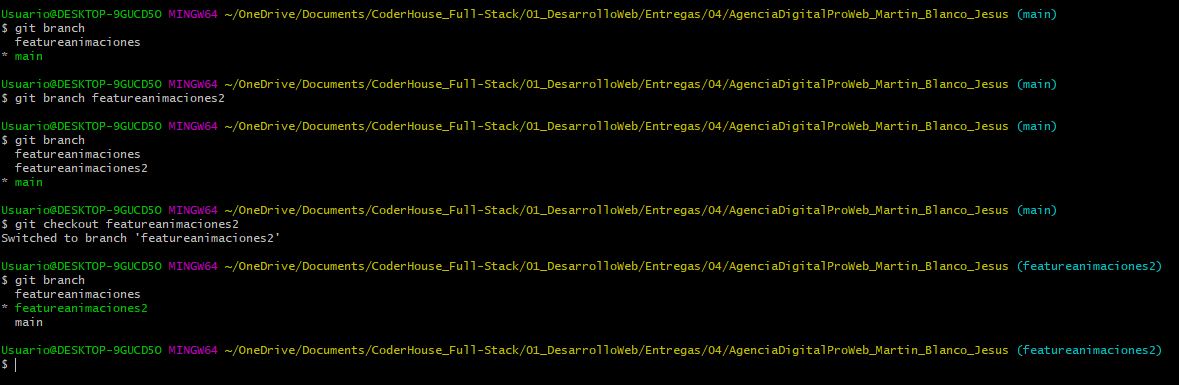 Usuario@DESKTOP-9GUCD5O MINGW64 ~/OneDrive/Documents/CoderHouse_Full-Stack/01_DesarrolloWeb/Entregas/04/AgenciaDigitalProWeb_Martin_Blanco_Jesus (main)
$ git branch
  featureanimaciones
* main
Usuario@DESKTOP-9GUCD5O MINGW64 ~/OneDrive/Documents/CoderHouse_Full-Stack/01_DesarrolloWeb/Entregas/04/AgenciaDigitalProWeb_Martin_Blanco_Jesus (main)
$ git branch featureanimaciones2
Usuario@DESKTOP-9GUCD5O MINGW64 ~/OneDrive/Documents/CoderHouse_Full-Stack/01_DesarrolloWeb/Entregas/04/AgenciaDigitalProWeb_Martin_Blanco_Jesus (main)
$ git branch
  featureanimaciones
  featureanimaciones2
* main
Usuario@DESKTOP-9GUCD5O MINGW64 ~/OneDrive/Documents/CoderHouse_Full-Stack/01_DesarrolloWeb/Entregas/04/AgenciaDigitalProWeb_Martin_Blanco_Jesus (main)
$ git checkout featureanimaciones2
Switched to branch 'featureanimaciones2'
Usuario@DESKTOP-9GUCD5O MINGW64 ~/OneDrive/Documents/CoderHouse_Full-Stack/01_DesarrolloWeb/Entregas/04/AgenciaDigitalProWeb_Martin_Blanco_Jesus (featureanimaciones2)
$ git branch
  featureanimaciones
* featureanimaciones2
  main
Usuario@DESKTOP-9GUCD5O MINGW64 ~/OneDrive/Documents/CoderHouse_Full-Stack/01_DesarrolloWeb/Entregas/04/AgenciaDigitalProWeb_Martin_Blanco_Jesus (featureanimaciones2)
$